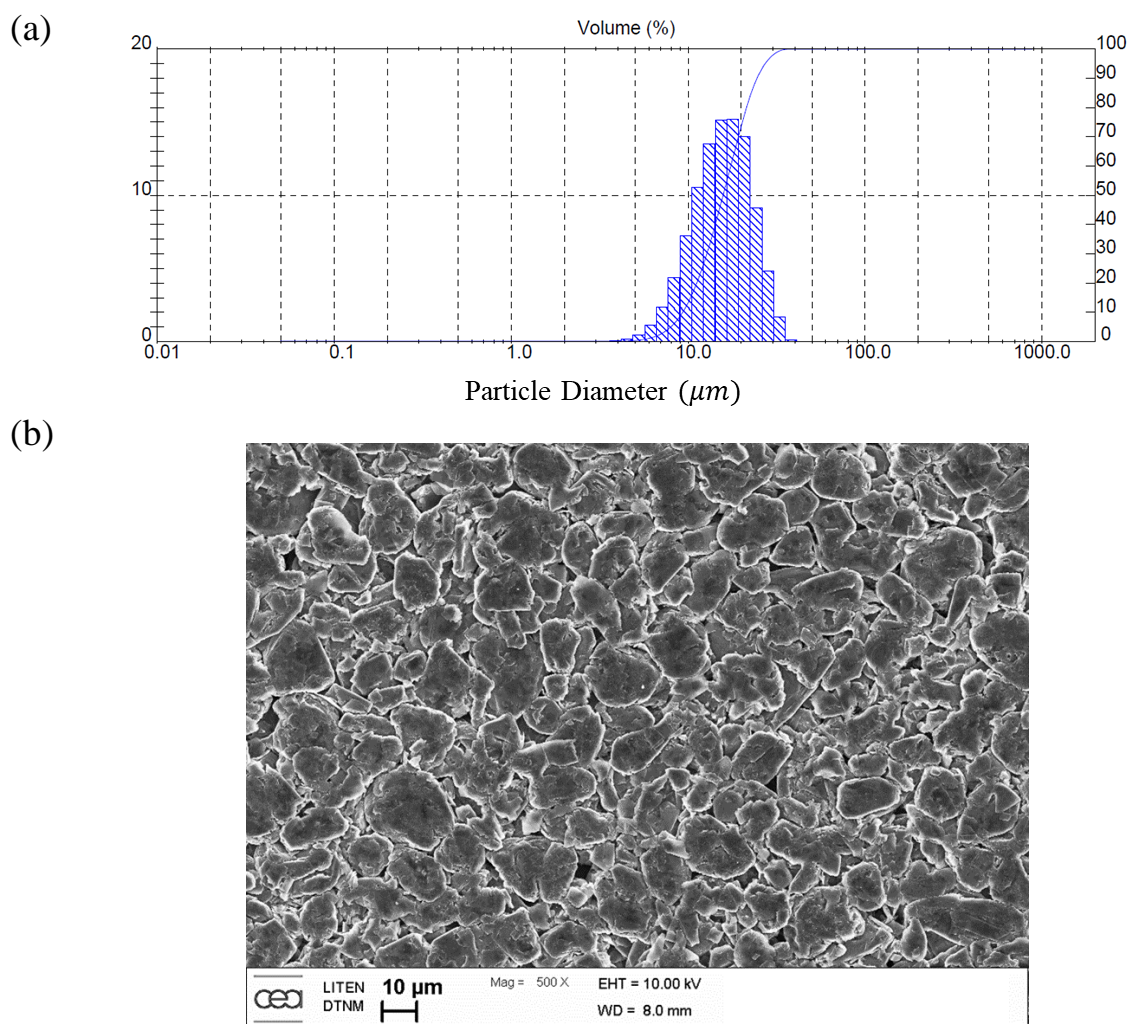 (a)
Volume (%)
20 100
90
80
70
60
10 50
40
30
20
10
0 0
0.01 0.1 1.0 10.0 100.0 1000.0
Particle Diameter (μm)
(b)
cea LITEN DTNM 10 µm Mag = 500 X EHT = 10.00 kV
WD = 8.0 mm